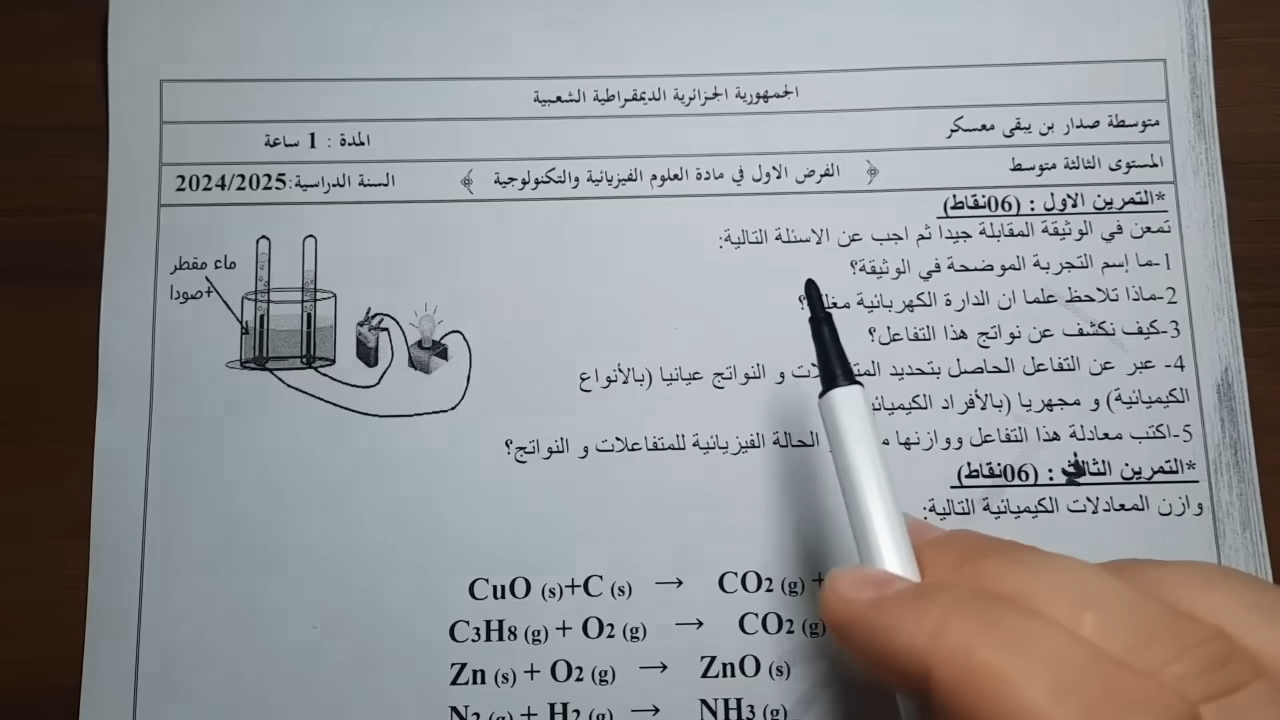 الجمهورية الجزائرية الديمقراطية الشعبية
متوسطة صدار بن يبقى معسكر
المدة : 1 ساعة
المستوى الثالثة متوسط
﴿ الفرض الاول في مادة العلوم الفيزيائية والتكنولوجية ﴾
السنة الدراسية:2024/2025
*التمرين الاول : (06نقاط)
تمعن في الوثيقة المقابلة جيدا ثم اجب عن الاسئلة التالية:
1-ما إسم التجربة الموضحة في الوثيقة؟
2-ماذا تلاحظ علما ان الدارة الكهربائية
3-كيف نكشف عن نواتج هذا التفاعل؟
4- عبر عن التفاعل الحاصل بتحديد و النواتج عيانيا (بالأنواع
الكيميائية) و مجهريا (بالأفراد
5-اكتب معادلة هذا التفاعل ووازنها الحالة الفيزيائية للمتفاعلات و النواتج؟
ماء مقطر
+صودا
*التمرين : (06نقاط)
وازن المعادلات الكيميائية التالية:
CuO (s)+C (s) → CO2 (g) +
C3H8 (g) + O2 (g) → CO2 (g)
Zn (s) + O2 (g) → ZnO (s)
N2 (g) + H2 (g) → NH3 (g)